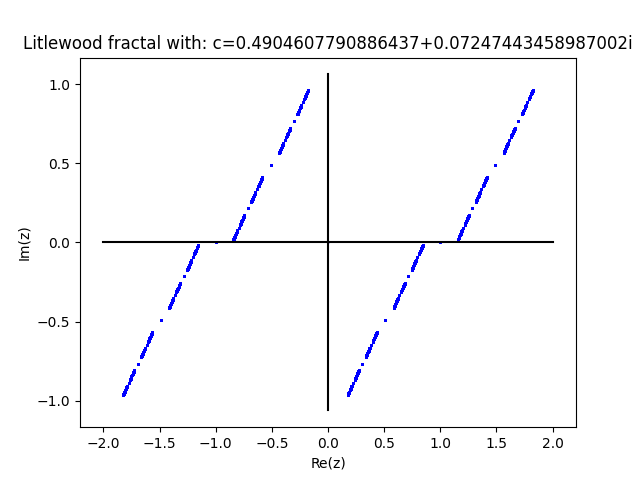 Litlewood fractal with: c=0.4904607790886437+0.07247443458987002i
1.0
0.5
0.0
−0.5
−1.0
Im(z)
−2.0 −1.5 −1.0 −0.5 0.0 0.5 1.0 1.5 2.0
Re(z)